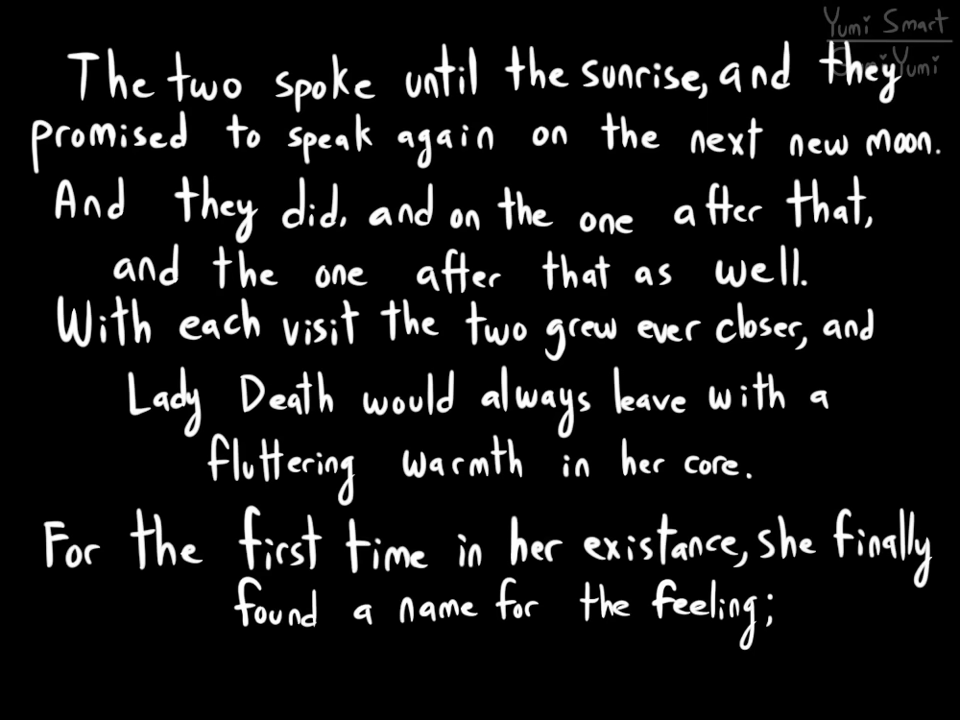 Yumi Smart
The two spoke until the sunrise, and they
promised to speak again on the next new moon.
And they did, and on the one after that,
and the one after that as well.
With each visit the two grew ever closer, and
Lady Death would always leave with a
fluttering warmth in her core.
For the first time in her existance, she finally
found a name for the feeling;